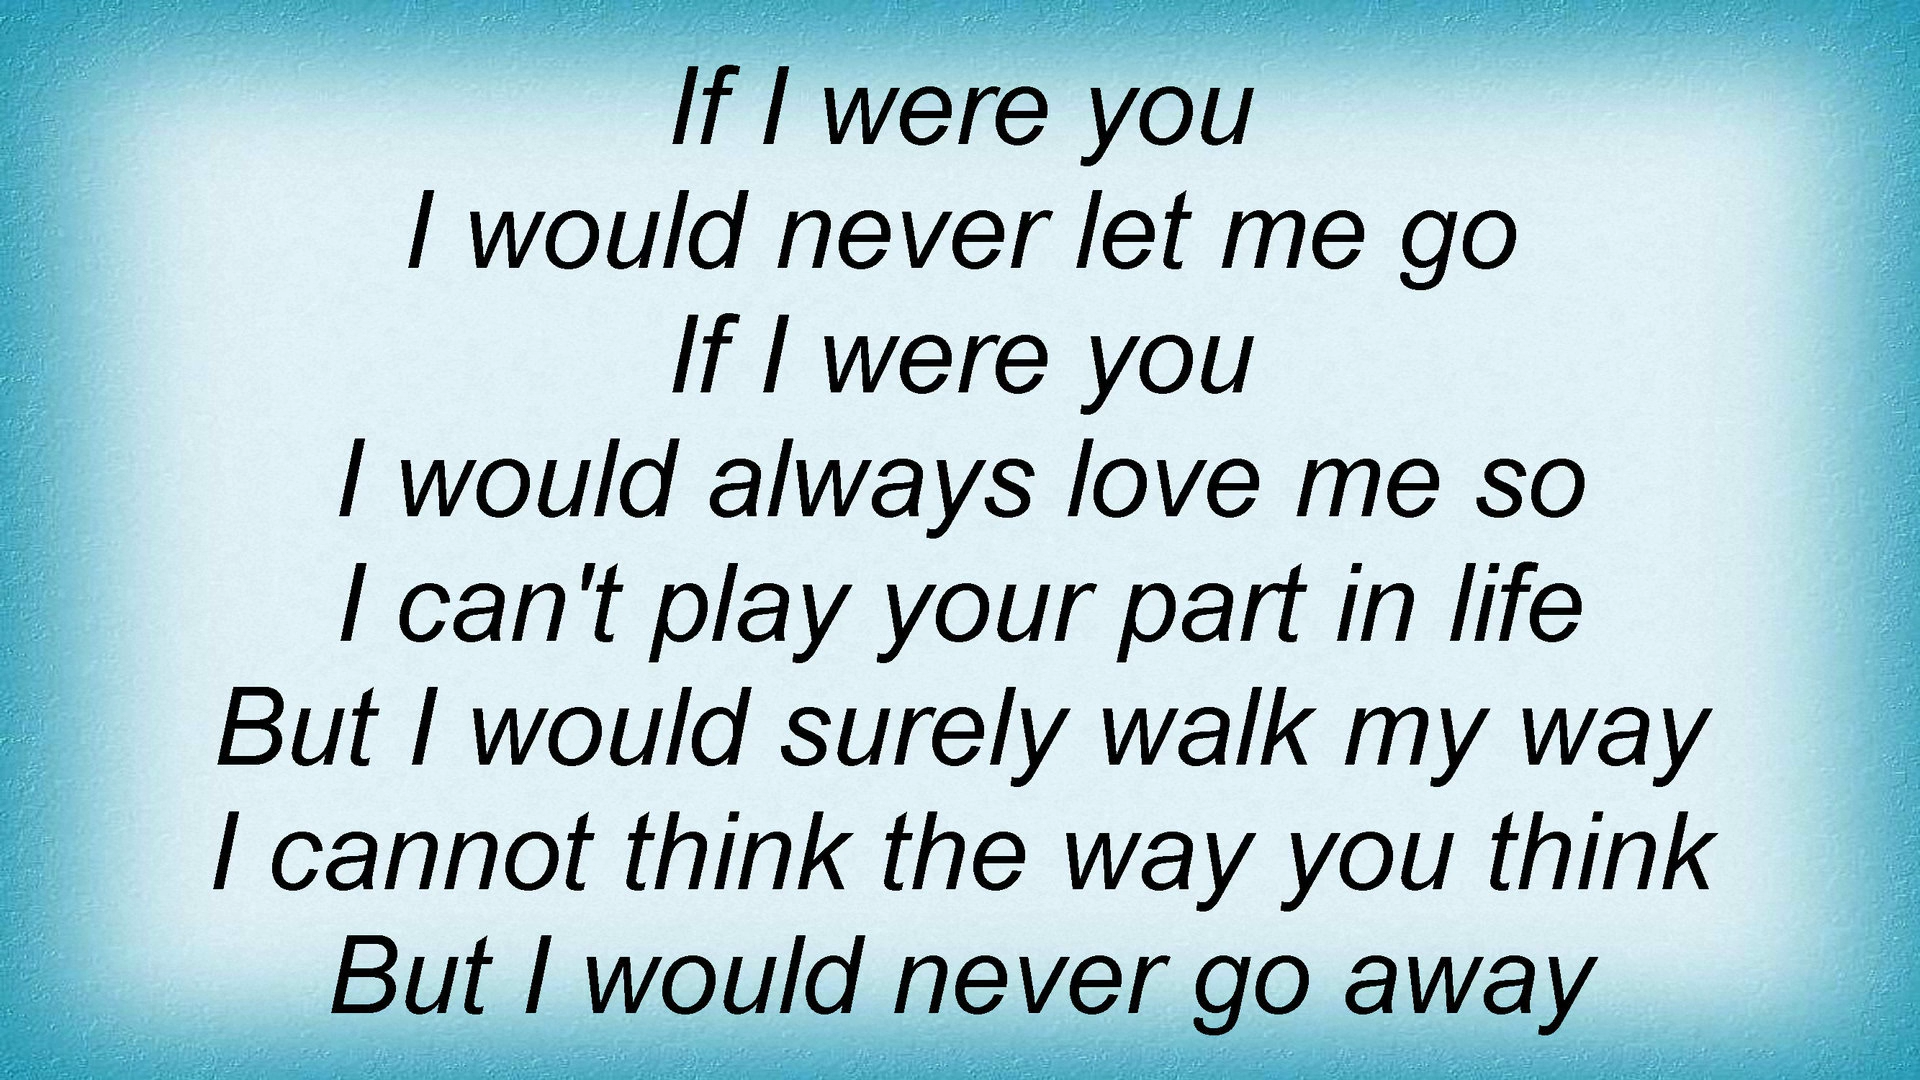 If I were you
I would never let me go
If I were you
I would always love me so
I can't play your part in life
But I would surely walk my way
I cannot think the way you think
But I would never go away